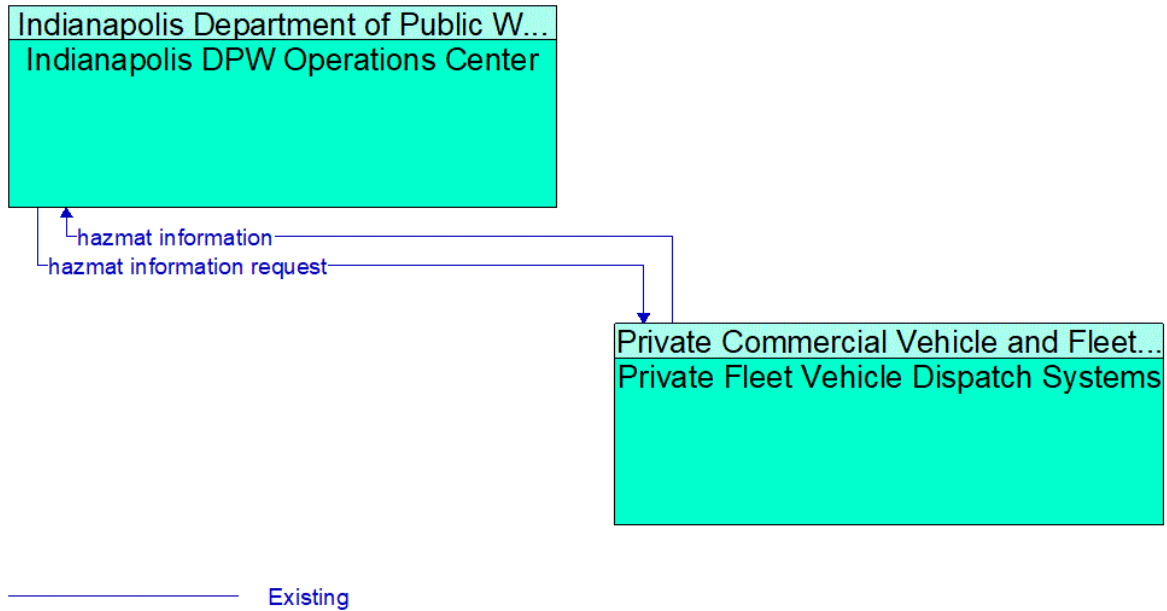 Indianapolis Department of Public W...
Indianapolis DPW Operations Center
hazmat information
hazmat information request
Private Commercial Vehicle and Fleet...
Private Fleet Vehicle Dispatch Systems
Existing